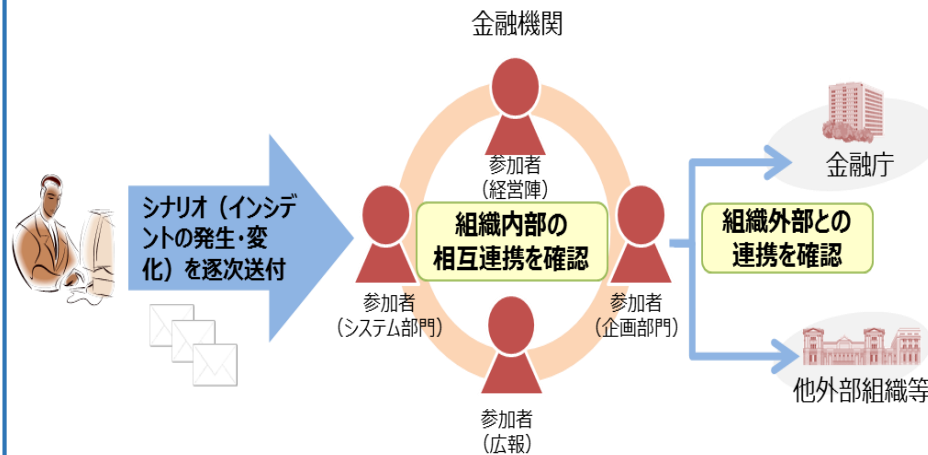 金融機関
参加者
（経営陣）
シナリオ（インシデ
ントの発生・変
化）を逐次送付
組織内部の
相互連携を確認
参加者
（システム部門）
参加者
（企画部門）
参加者
（広報）
組織外部との
連携を確認
金融庁
他外部組織等